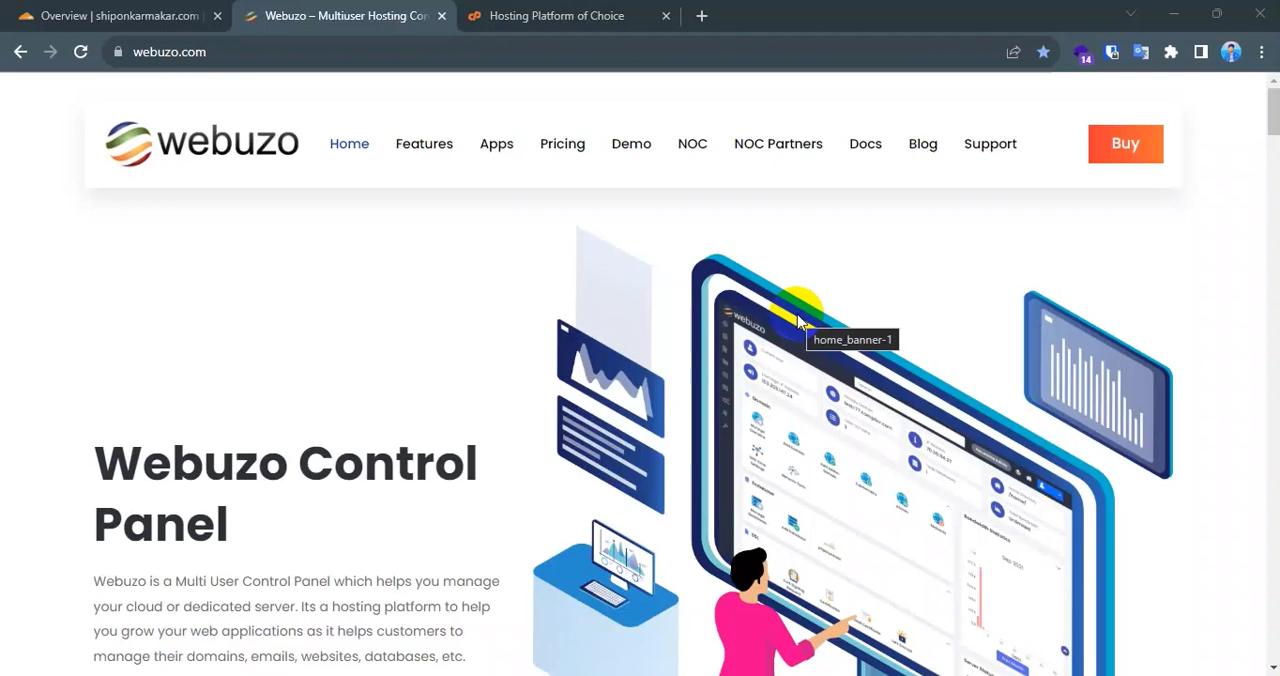 Overview | shiponkarmakar.com
Webuzo – Multiuser Hosting Con
Hosting Platform of Choice
webuzo.com
14
webuzo
Home
Features
Apps
Pricing
Demo
NOC
NOC Partners
Docs
Blog
Support
Buy
webuzo
home_banner-1
Webuzo Control
Panel
Webuzo is a Multi User Control Panel which helps you manage
your cloud or dedicated server. Its a hosting platform to help
you grow your web applications as it helps customers to
manage their domains, emails, websites, databases, etc.